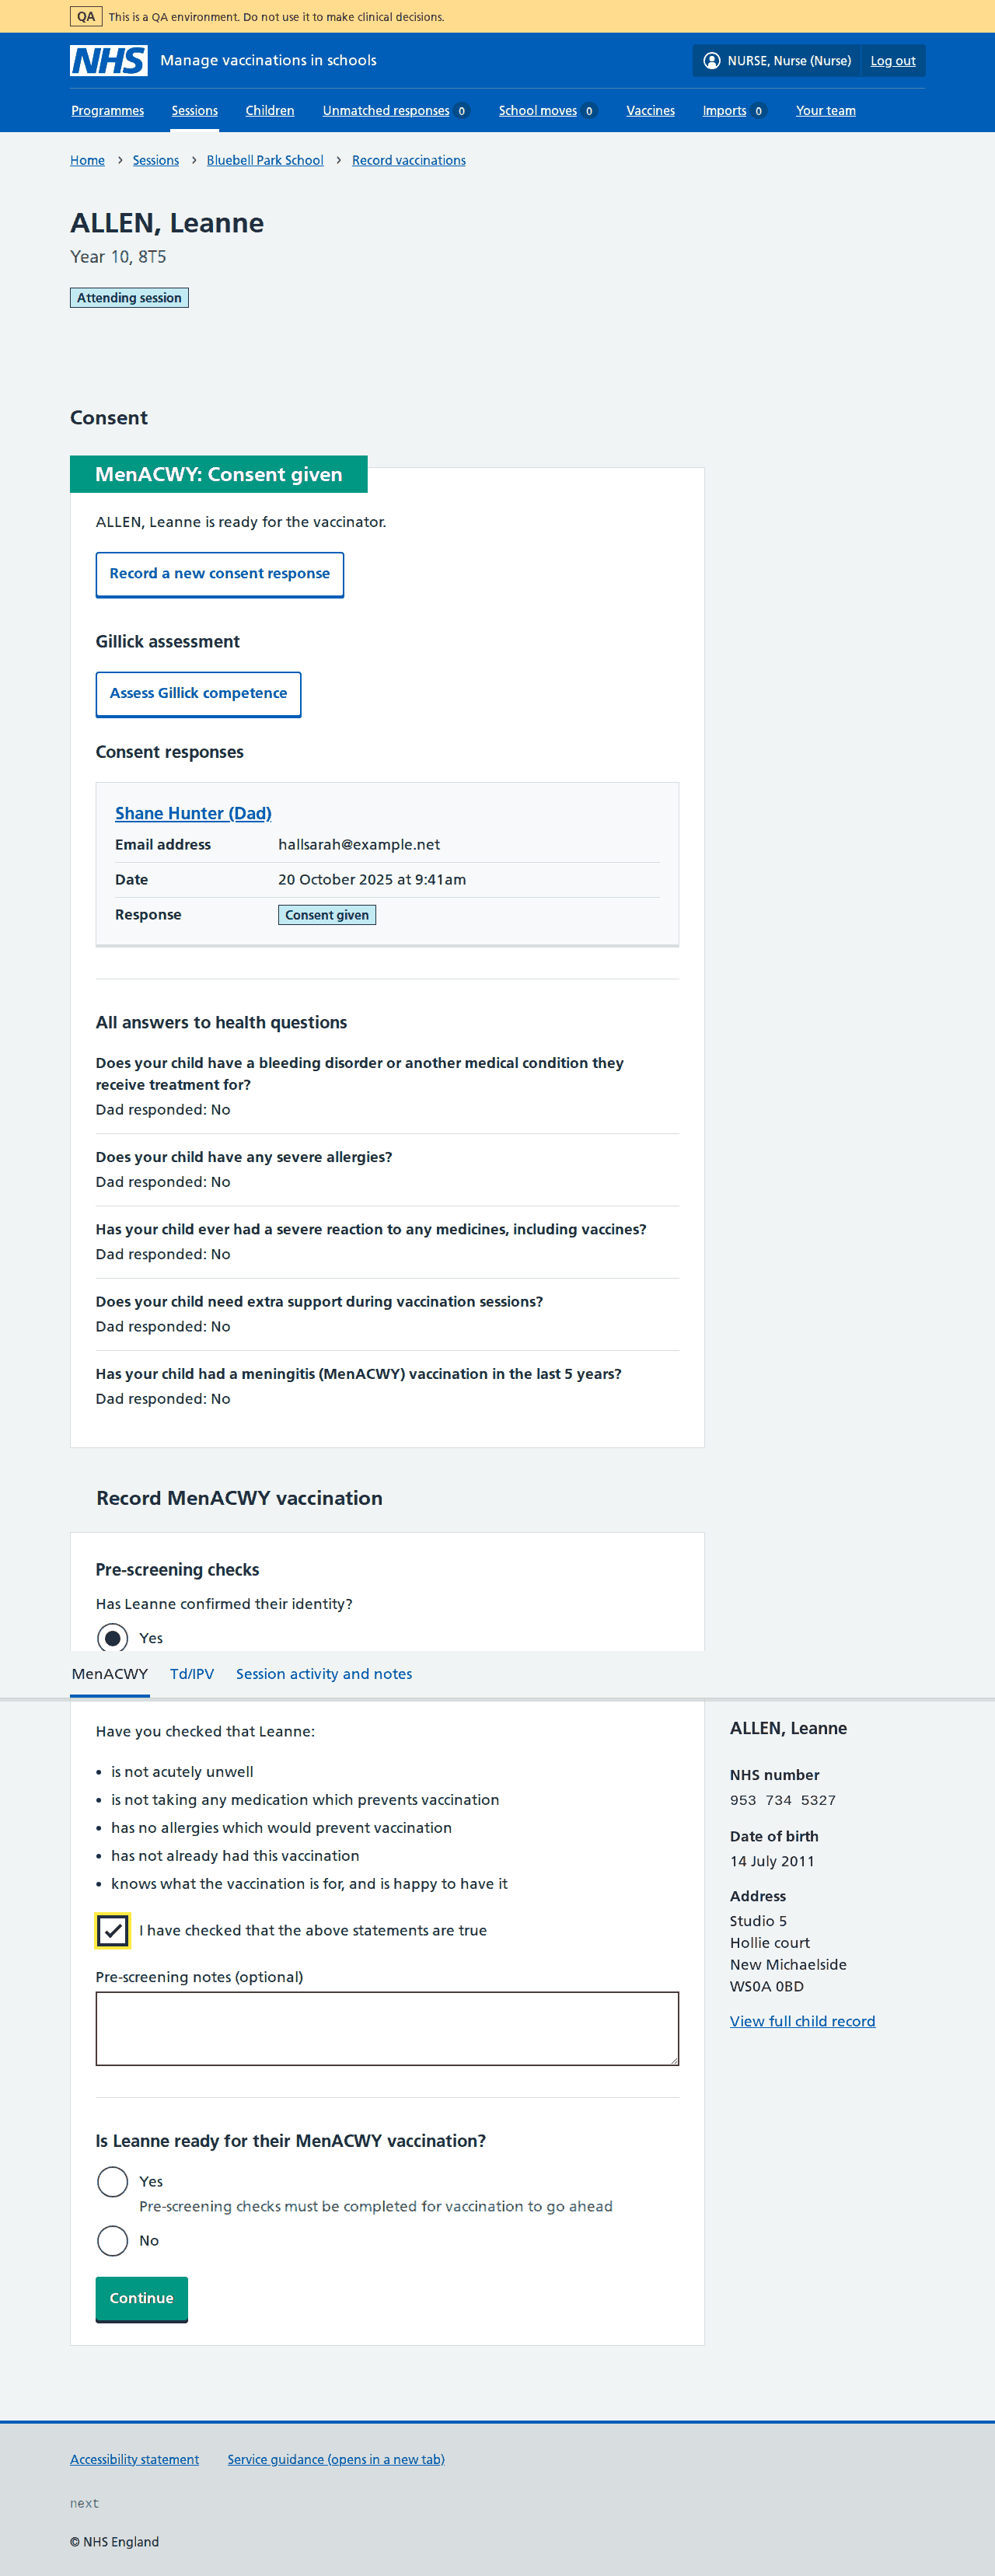 QA This is a QA environment. Do not use it to make clinical decisions.
NHS Manage vaccinations in schools NURSE, Nurse (Nurse) Log out
Programmes Sessions Children Unmatched responses 0 School moves 0 Vaccines Imports 0 Your team
Home Sessions Bluebell Park School Record vaccinations
ALLEN, Leanne
Year 10, 8T5
Attending session
Consent
MenACWY: Consent given
ALLEN, Leanne is ready for the vaccinator.
Record a new consent response
Gillick assessment
Assess Gillick competence
Consent responses
Shane Hunter (Dad)
Email address hallsarah@example.net
Date 20 October 2025 at 9:41am
Response Consent given
All answers to health questions
Does your child have a bleeding disorder or another medical condition they
receive treatment for?
Dad responded: No
Does your child have any severe allergies?
Dad responded: No
Has your child ever had a severe reaction to any medicines, including vaccines?
Dad responded: No
Does your child need extra support during vaccination sessions?
Dad responded: No
Has your child had a meningitis (MenACWY) vaccination in the last 5 years?
Dad responded: No
Record MenACWY vaccination
Pre-screening checks
Has Leanne confirmed their identity?
Yes
MenACWY Td/IPV Session activity and notes
Have you checked that Leanne:
• is not acutely unwell
• is not taking any medication which prevents vaccination
• has no allergies which would prevent vaccination
• has not already had this vaccination
• knows what the vaccination is for, and is happy to have it
I have checked that the above statements are true
Pre-screening notes (optional)
Is Leanne ready for their MenACWY vaccination?
Yes
Pre-screening checks must be completed for vaccination to go ahead
No
Continue
ALLEN, Leanne
NHS number
953 734 5327
Date of birth
14 July 2011
Address
Studio 5
Hollie court
New Michaelside
WS0A 0BD
View full child record
Accessibility statement Service guidance (opens in a new tab)
next
© NHS England